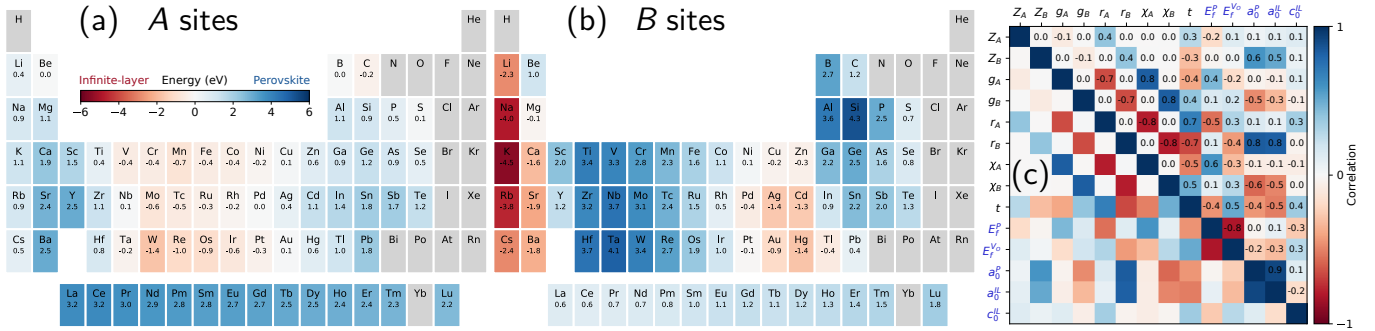 (a) A sites
H He
Li Be B C N O F Ne
0.4 0.0 0.0 -0.2
Infinite-layer Energy (eV) Perovskite
−6 −4 −2 0 2 4 6
Na Mg Al Si P S Cl Ar
0.9 1.1 1.1 0.9 0.5 0.1
K Ca Sc Ti V Cr Mn Fe Co Ni Cu Zn Ga Ge As Se Br Kr
1.1 1.9 1.5 0.4 -0.4 -0.4 -0.7 -0.4 -0.4 -0.2 0.1 0.6 0.9 1.2 0.9 0.5
Rb Sr Y Zr Nb Mo Tc Ru Rh Pd Ag Cd In Sn Sb Te I Xe
0.9 2.4 2.5 1.1 0.1 -0.6 -0.5 -0.3 -0.2 0.0 0.4 1.1 1.4 1.8 1.7 1.2
Cs Ba Hf Ta W Re Os Ir Pt Au Hg Tl Pb Bi Po At Rn
0.5 2.5 0.8 -0.2 -1.4 -1.0 -0.9 -0.6 -0.3 0.1 0.6 1.0 1.8
La Ce Pr Nd Pm Sm Eu Gd Tb Dy Ho Er Tm Yb Lu
3.2 3.2 3.0 2.9 2.8 2.8 2.7 2.7 2.5 2.5 2.4 2.4 2.3 2.2
(b) B sites
H He
Li Be B C N O F Ne
-2.3 1.0 2.7 1.2
Na Mg Al Si P S Cl Ar
-4.0 -0.1 3.6 4.3 2.5 0.7
K Ca Sc Ti V Cr Mn Fe Co Ni Cu Zn Ga Ge As Se Br Kr
-4.5 -1.6 2.0 3.4 3.3 2.8 2.3 1.8 1.5 0.1 -0.2 -0.3 2.2 2.5 1.6 0.8
Rb Sr Y Zr Nb Mo Tc Ru Rh Pd Ag Cd In Sn Sb Te I Xe
-3.8 -1.9 1.2 3.2 3.7 3.1 2.4 1.5 0.7 -0.4 -1.4 -1.3 0.9 2.2 2.0 1.3
Cs Ba Hf Ta W Re Os Ir Pt Au Hg Tl Pb Bi Po At Rn
-2.4 -1.8 3.7 4.1 3.4 2.7 1.9 1.0 -0.1 -0.9 -1.4 -0.4 0.4
La Ce Pr Nd Pm Sm Eu Gd Tb Dy Ho Er Tm Yb Lu
0.6 0.6 0.7 0.7 0.8 0.8 1.2 1.1 1.2 1.2 1.3 1.4 1.5 1.8
(c)
Z_A Z_B g_A g_B r_A r_B χ_A χ_B t E_f^P E_f^{V_O} a_0^P a_0^{IL} c_0^{IL}
Z_A 0.0 -0.1 0.0 0.4 0.0 0.0 0.0 0.3 -0.2 0.1 0.1 0.1 0.1
Z_B 0.0 -0.1 0.0 0.4 0.0 0.0 -0.3 0.0 0.0 0.6 0.5 0.1
g_A 0.0 -0.7 0.0 0.8 0.0 -0.4 0.4 -0.2 0.0 0.0 0.1
g_B 0.0 -0.7 0.0 0.8 0.4 0.1 0.2 -0.5 -0.3 -0.1
r_A 0.0 -0.8 0.0 0.7 -0.5 0.3 0.1 0.0 0.3
r_B 0.0 -0.8 -0.7 0.1 -0.4 0.8 0.8 0.0
χ_A 0.0 -0.5 0.6 -0.3 0.0 -0.1 -0.1
χ_B 0.5 0.1 0.3 -0.6 -0.5 0.0
t -0.4 0.5 -0.4 -0.5 0.4
E_f^P -0.8 0.0 0.1 -0.3
E_f^{V_O} -0.2 -0.3 0.3
a_0^P 0.9 0.1
a_0^{IL} -0.2
c_0^{IL}
1
0
−1
Correlation